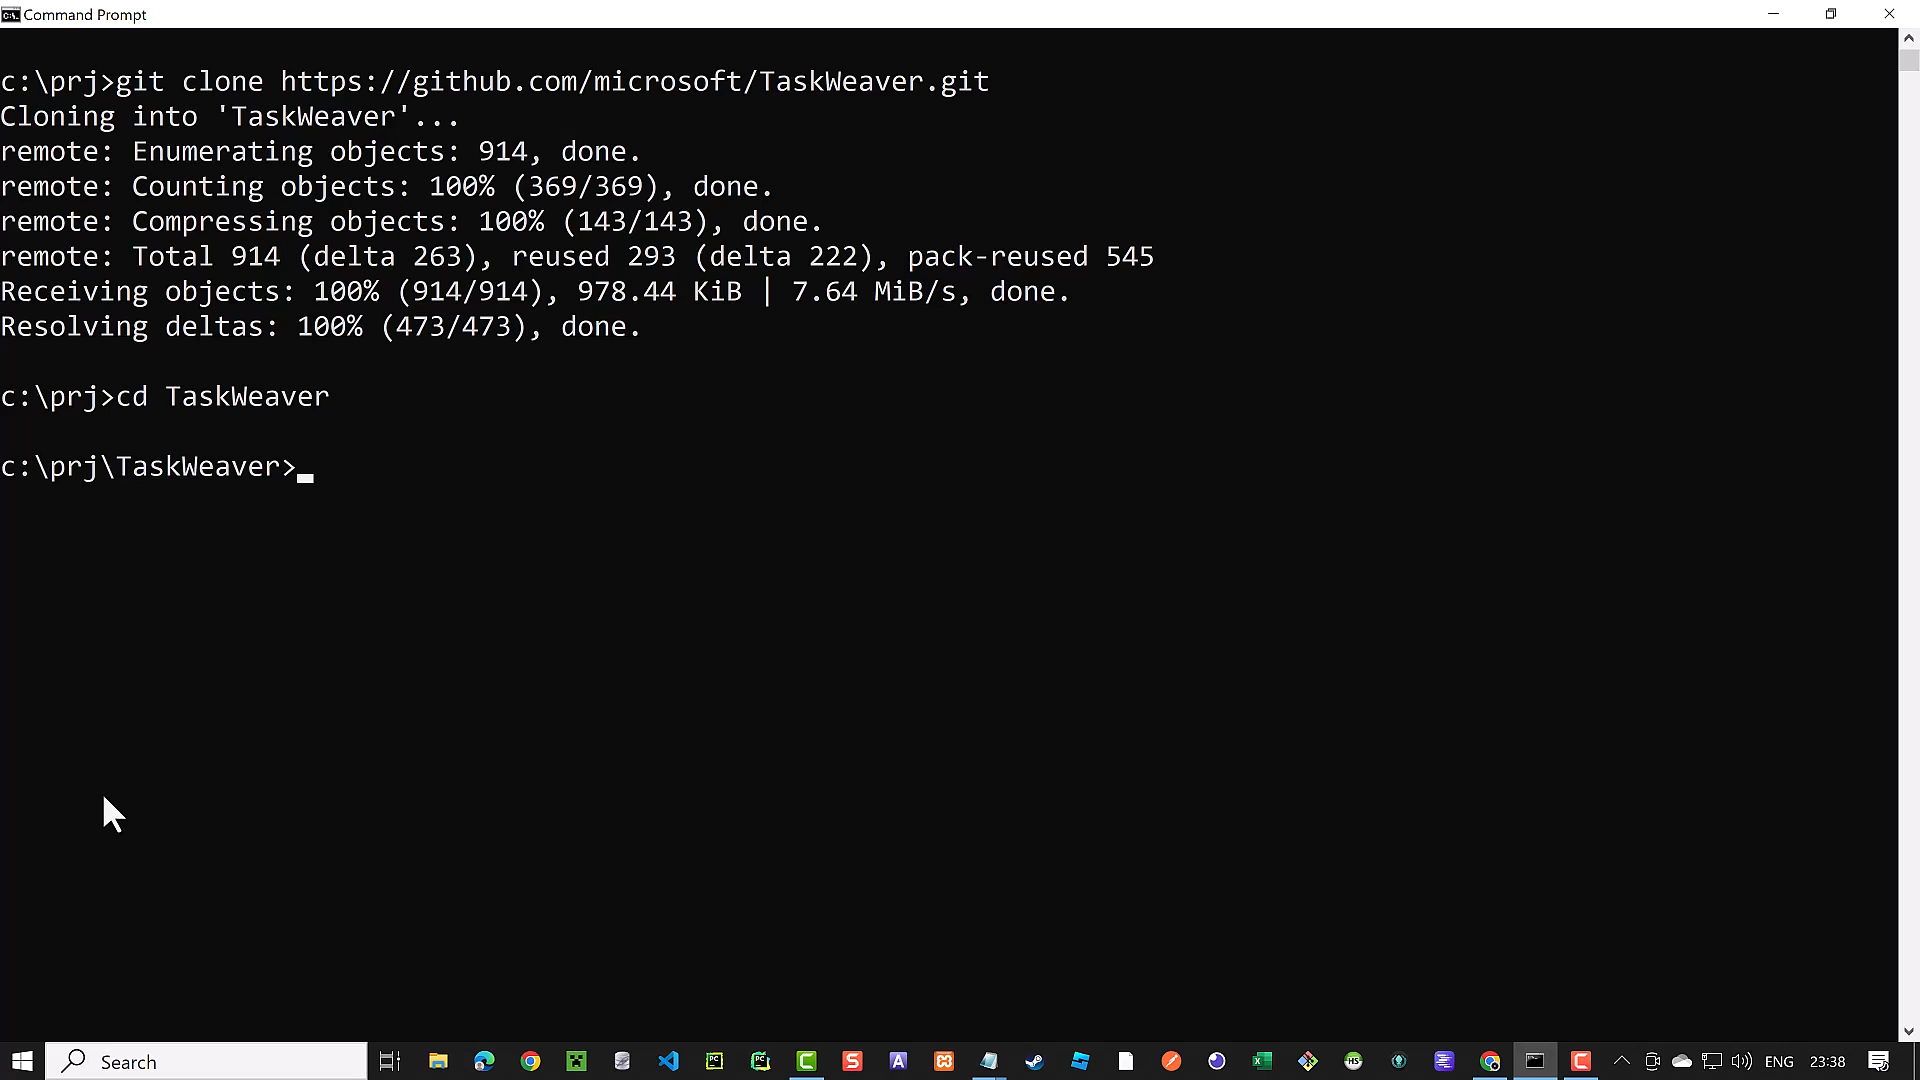 Command Prompt
c:\prj>git clone https://github.com/microsoft/TaskWeaver.git
Cloning into 'TaskWeaver'...
remote: Enumerating objects: 914, done.
remote: Counting objects: 100% (369/369), done.
remote: Compressing objects: 100% (143/143), done.
remote: Total 914 (delta 263), reused 293 (delta 222), pack-reused 545
Receiving objects: 100% (914/914), 978.44 KiB | 7.64 MiB/s, done.
Resolving deltas: 100% (473/473), done.
c:\prj>cd TaskWeaver
c:\prj\TaskWeaver>
Search
ENG 23:38